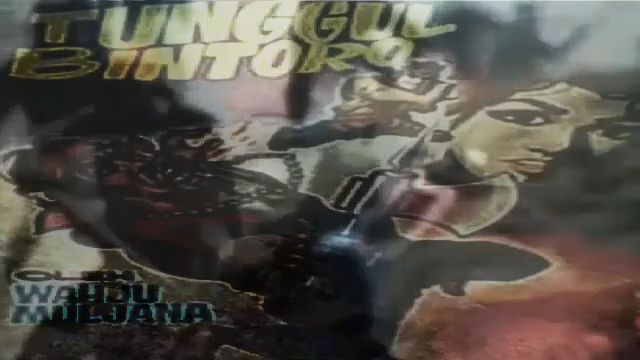 TUNGGUL
BINTORO
OLEH
WAHJU
MULJANA